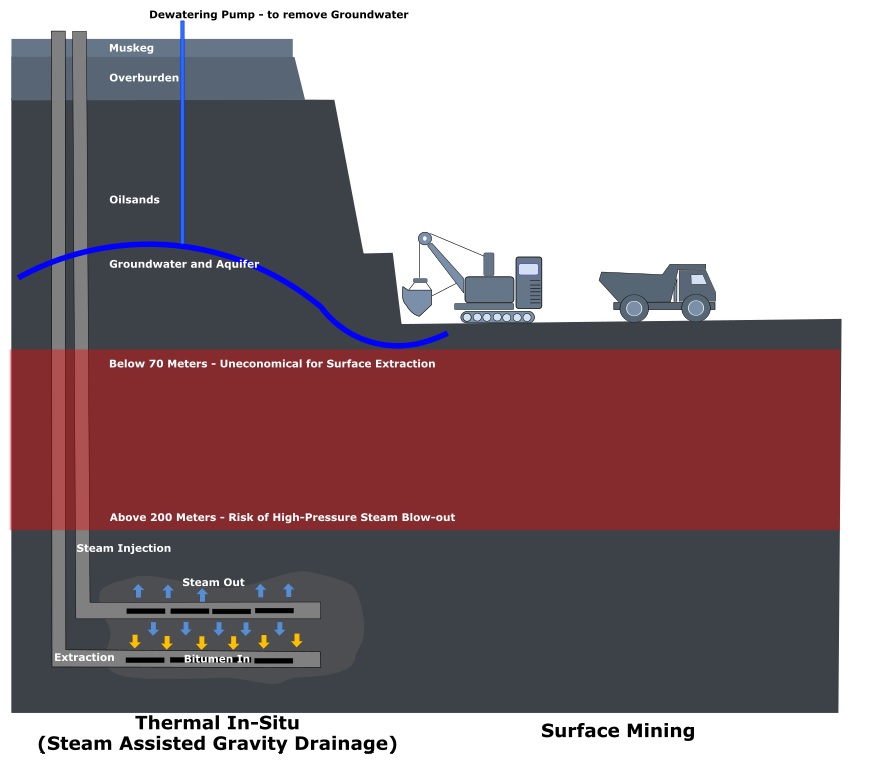 Dewatering Pump - to remove Groundwater
Muskeg
Overburden
Oilsands
Groundwater and Aquifer
Below 70 Meters - Uneconomical for Surface Extraction
Above 200 Meters - Risk of High-Pressure Steam Blow-out
Steam Injection
Steam Out
Extraction
Bitumen In
Thermal In-Situ
(Steam Assisted Gravity Drainage)
Surface Mining